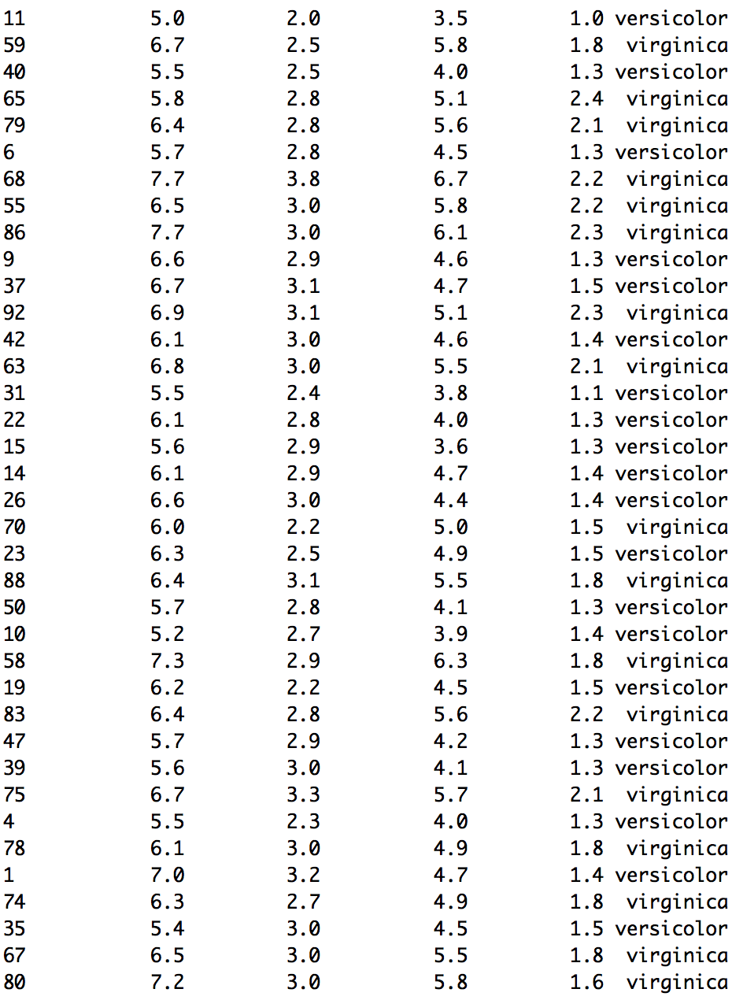 11 5.0 2.0 3.5 1.0 versicolor
59 6.7 2.5 5.8 1.8 virginica
40 5.5 2.5 4.0 1.3 versicolor
65 5.8 2.8 5.1 2.4 virginica
79 6.4 2.8 5.6 2.1 virginica
6 5.7 2.8 4.5 1.3 versicolor
68 7.7 3.8 6.7 2.2 virginica
55 6.5 3.0 5.8 2.2 virginica
86 7.7 3.0 6.1 2.3 virginica
9 6.6 2.9 4.6 1.3 versicolor
37 6.7 3.1 4.7 1.5 versicolor
92 6.9 3.1 5.1 2.3 virginica
42 6.1 3.0 4.6 1.4 versicolor
63 6.8 3.0 5.5 2.1 virginica
31 5.5 2.4 3.8 1.1 versicolor
22 6.1 2.8 4.0 1.3 versicolor
15 5.6 2.9 3.6 1.3 versicolor
14 6.1 2.9 4.7 1.4 versicolor
26 6.6 3.0 4.4 1.4 versicolor
70 6.0 2.2 5.0 1.5 virginica
23 6.3 2.5 4.9 1.5 versicolor
88 6.4 3.1 5.5 1.8 virginica
50 5.7 2.8 4.1 1.3 versicolor
10 5.2 2.7 3.9 1.4 versicolor
58 7.3 2.9 6.3 1.8 virginica
19 6.2 2.2 4.5 1.5 versicolor
83 6.4 2.8 5.6 2.2 virginica
47 5.7 2.9 4.2 1.3 versicolor
39 5.6 3.0 4.1 1.3 versicolor
75 6.7 3.3 5.7 2.1 virginica
4 5.5 2.3 4.0 1.3 versicolor
78 6.1 3.0 4.9 1.8 virginica
1 7.0 3.2 4.7 1.4 versicolor
74 6.3 2.7 4.9 1.8 virginica
35 5.4 3.0 4.5 1.5 versicolor
67 6.5 3.0 5.5 1.8 virginica
80 7.2 3.0 5.8 1.6 virginica